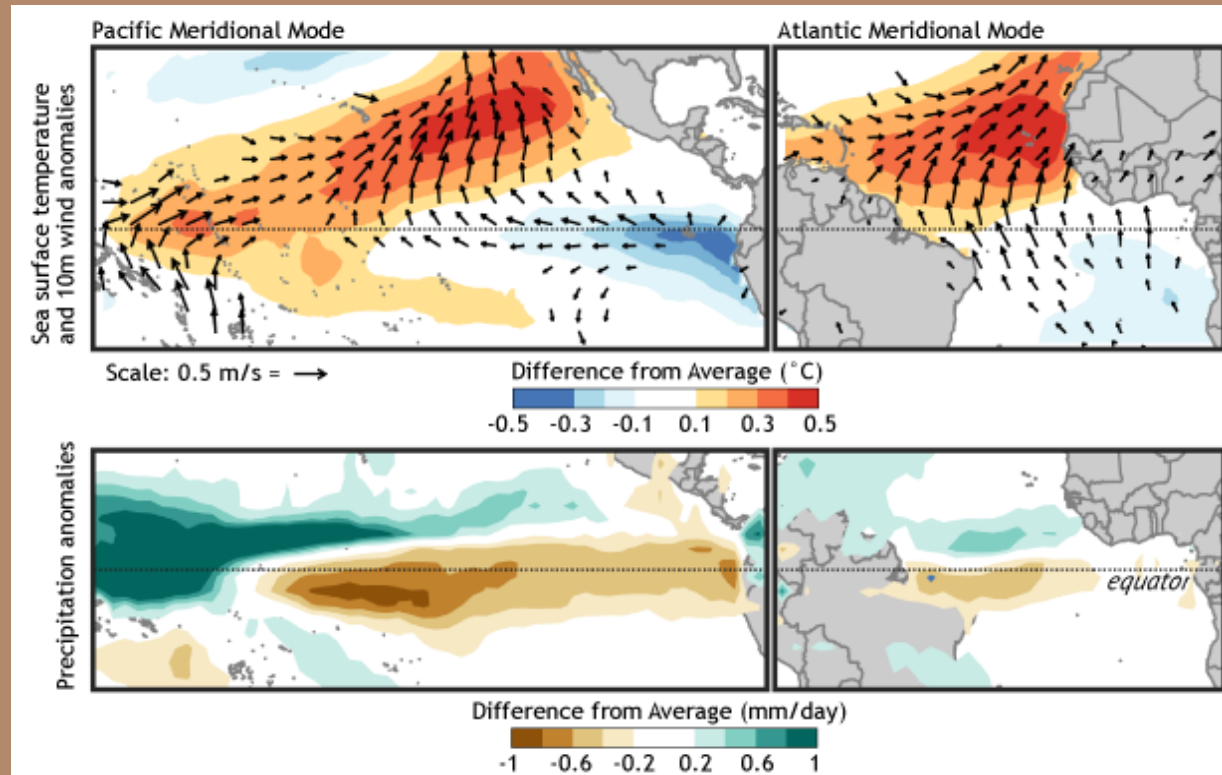 Pacific Meridional Mode
Atlantic Meridional Mode
Sea surface temperature
and 10m wind anomalies
Scale: 0.5 m/s =
Difference from Average (°C)
-0.5 -0.3 -0.1 0.1 0.3 0.5
Precipitation anomalies
equator
Difference from Average (mm/day)
-1 -0.6 -0.2 0.2 0.6 1